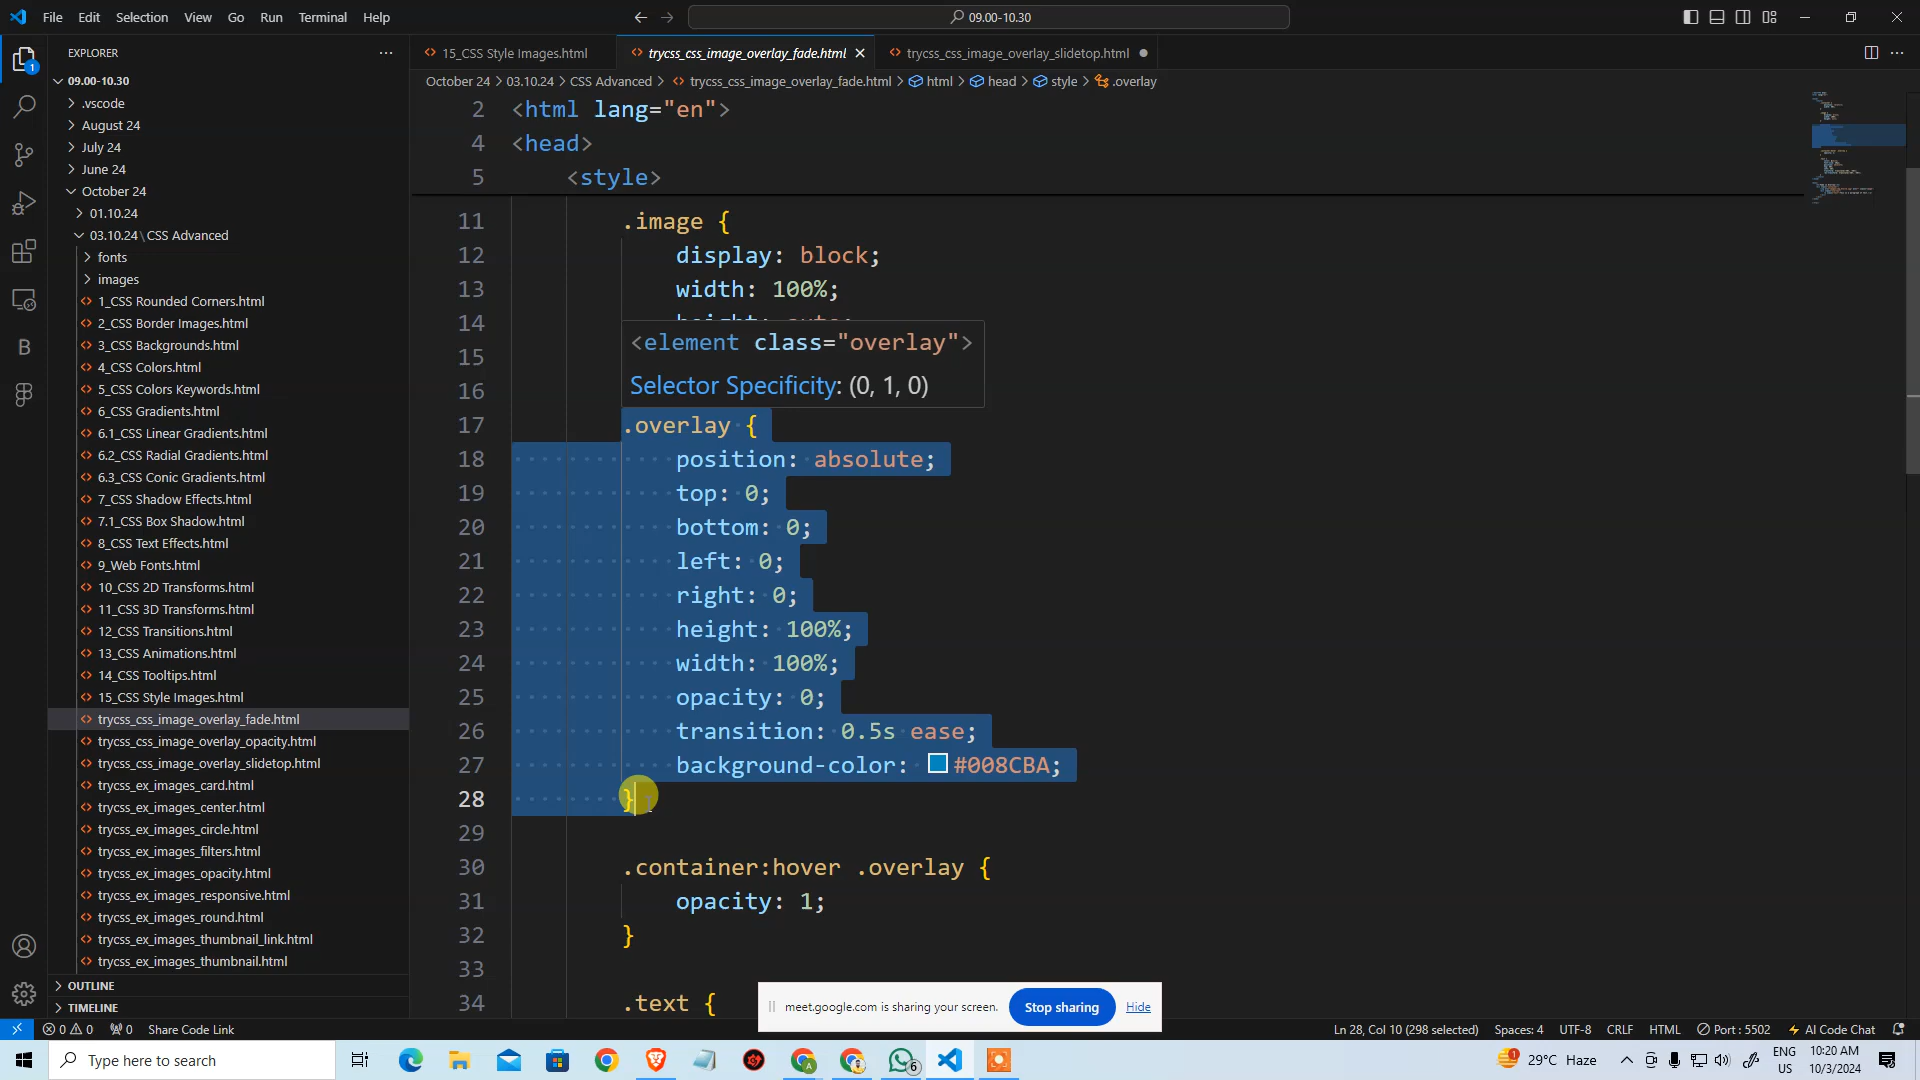 File Edit Selection View Go Run Terminal Help
09.00-10.30
EXPLORER
15_CSS Style Images.html
trycss_css_image_overlay_fade.html
trycss_css_image_overlay_slidetop.html
October 24 > 03.10.24 > CSS Advanced > trycss_css_image_overlay_fade.html > html > head > style > .overlay
09.00-10.30
.vscode
August 24
July 24
June 24
October 24
01.10.24
03.10.24\CSS Advanced
fonts
images
1_CSS Rounded Corners.html
2_CSS Border Images.html
3_CSS Backgrounds.html
4_CSS Colors.html
5_CSS Colors Keywords.html
6_CSS Gradients.html
6.1_CSS Linear Gradients.html
6.2_CSS Radial Gradients.html
6.3_CSS Conic Gradients.html
7_CSS Shadow Effects.html
7.1_CSS Box Shadow.html
8_CSS Text Effects.html
9_Web Fonts.html
10_CSS 2D Transforms.html
11_CSS 3D Transforms.html
12_CSS Transitions.html
13_CSS Animations.html
14_CSS Tooltips.html
15_CSS Style Images.html
trycss_css_image_overlay_fade.html
trycss_css_image_overlay_opacity.html
trycss_css_image_overlay_slidetop.html
trycss_ex_images_card.html
trycss_ex_images_center.html
trycss_ex_images_circle.html
trycss_ex_images_filters.html
trycss_ex_images_opacity.html
trycss_ex_images_responsive.html
trycss_ex_images_round.html
trycss_ex_images_thumbnail_link.html
trycss_ex_images_thumbnail.html
OUTLINE
TIMELINE
2 <html lang="en">
4 <head>
5 <style>
11 .image {
12 display: block;
13 width: 100%;
14 height: auto;
15
<element class="overlay">
16
Selector Specificity: (0, 1, 0)
17 .overlay {
18 position: absolute;
19 top: 0;
20 bottom: 0;
21 left: 0;
22 right: 0;
23 height: 100%;
24 width: 100%;
25 opacity: 0;
26 transition: 0.5s ease;
27 background-color: #008CBA;
28 }
29
30 .container:hover .overlay {
31 opacity: 1;
32 }
33
34 .text {
meet.google.com is sharing your screen. Stop sharing Hide
0 0 0 Share Code Link
Ln 28, Col 10 (298 selected) Spaces: 4 UTF-8 CRLF HTML Port : 5502 AI Code Chat
Type here to search
6
1 29°C Haze
ENG US
10:20 AM
10/3/2024